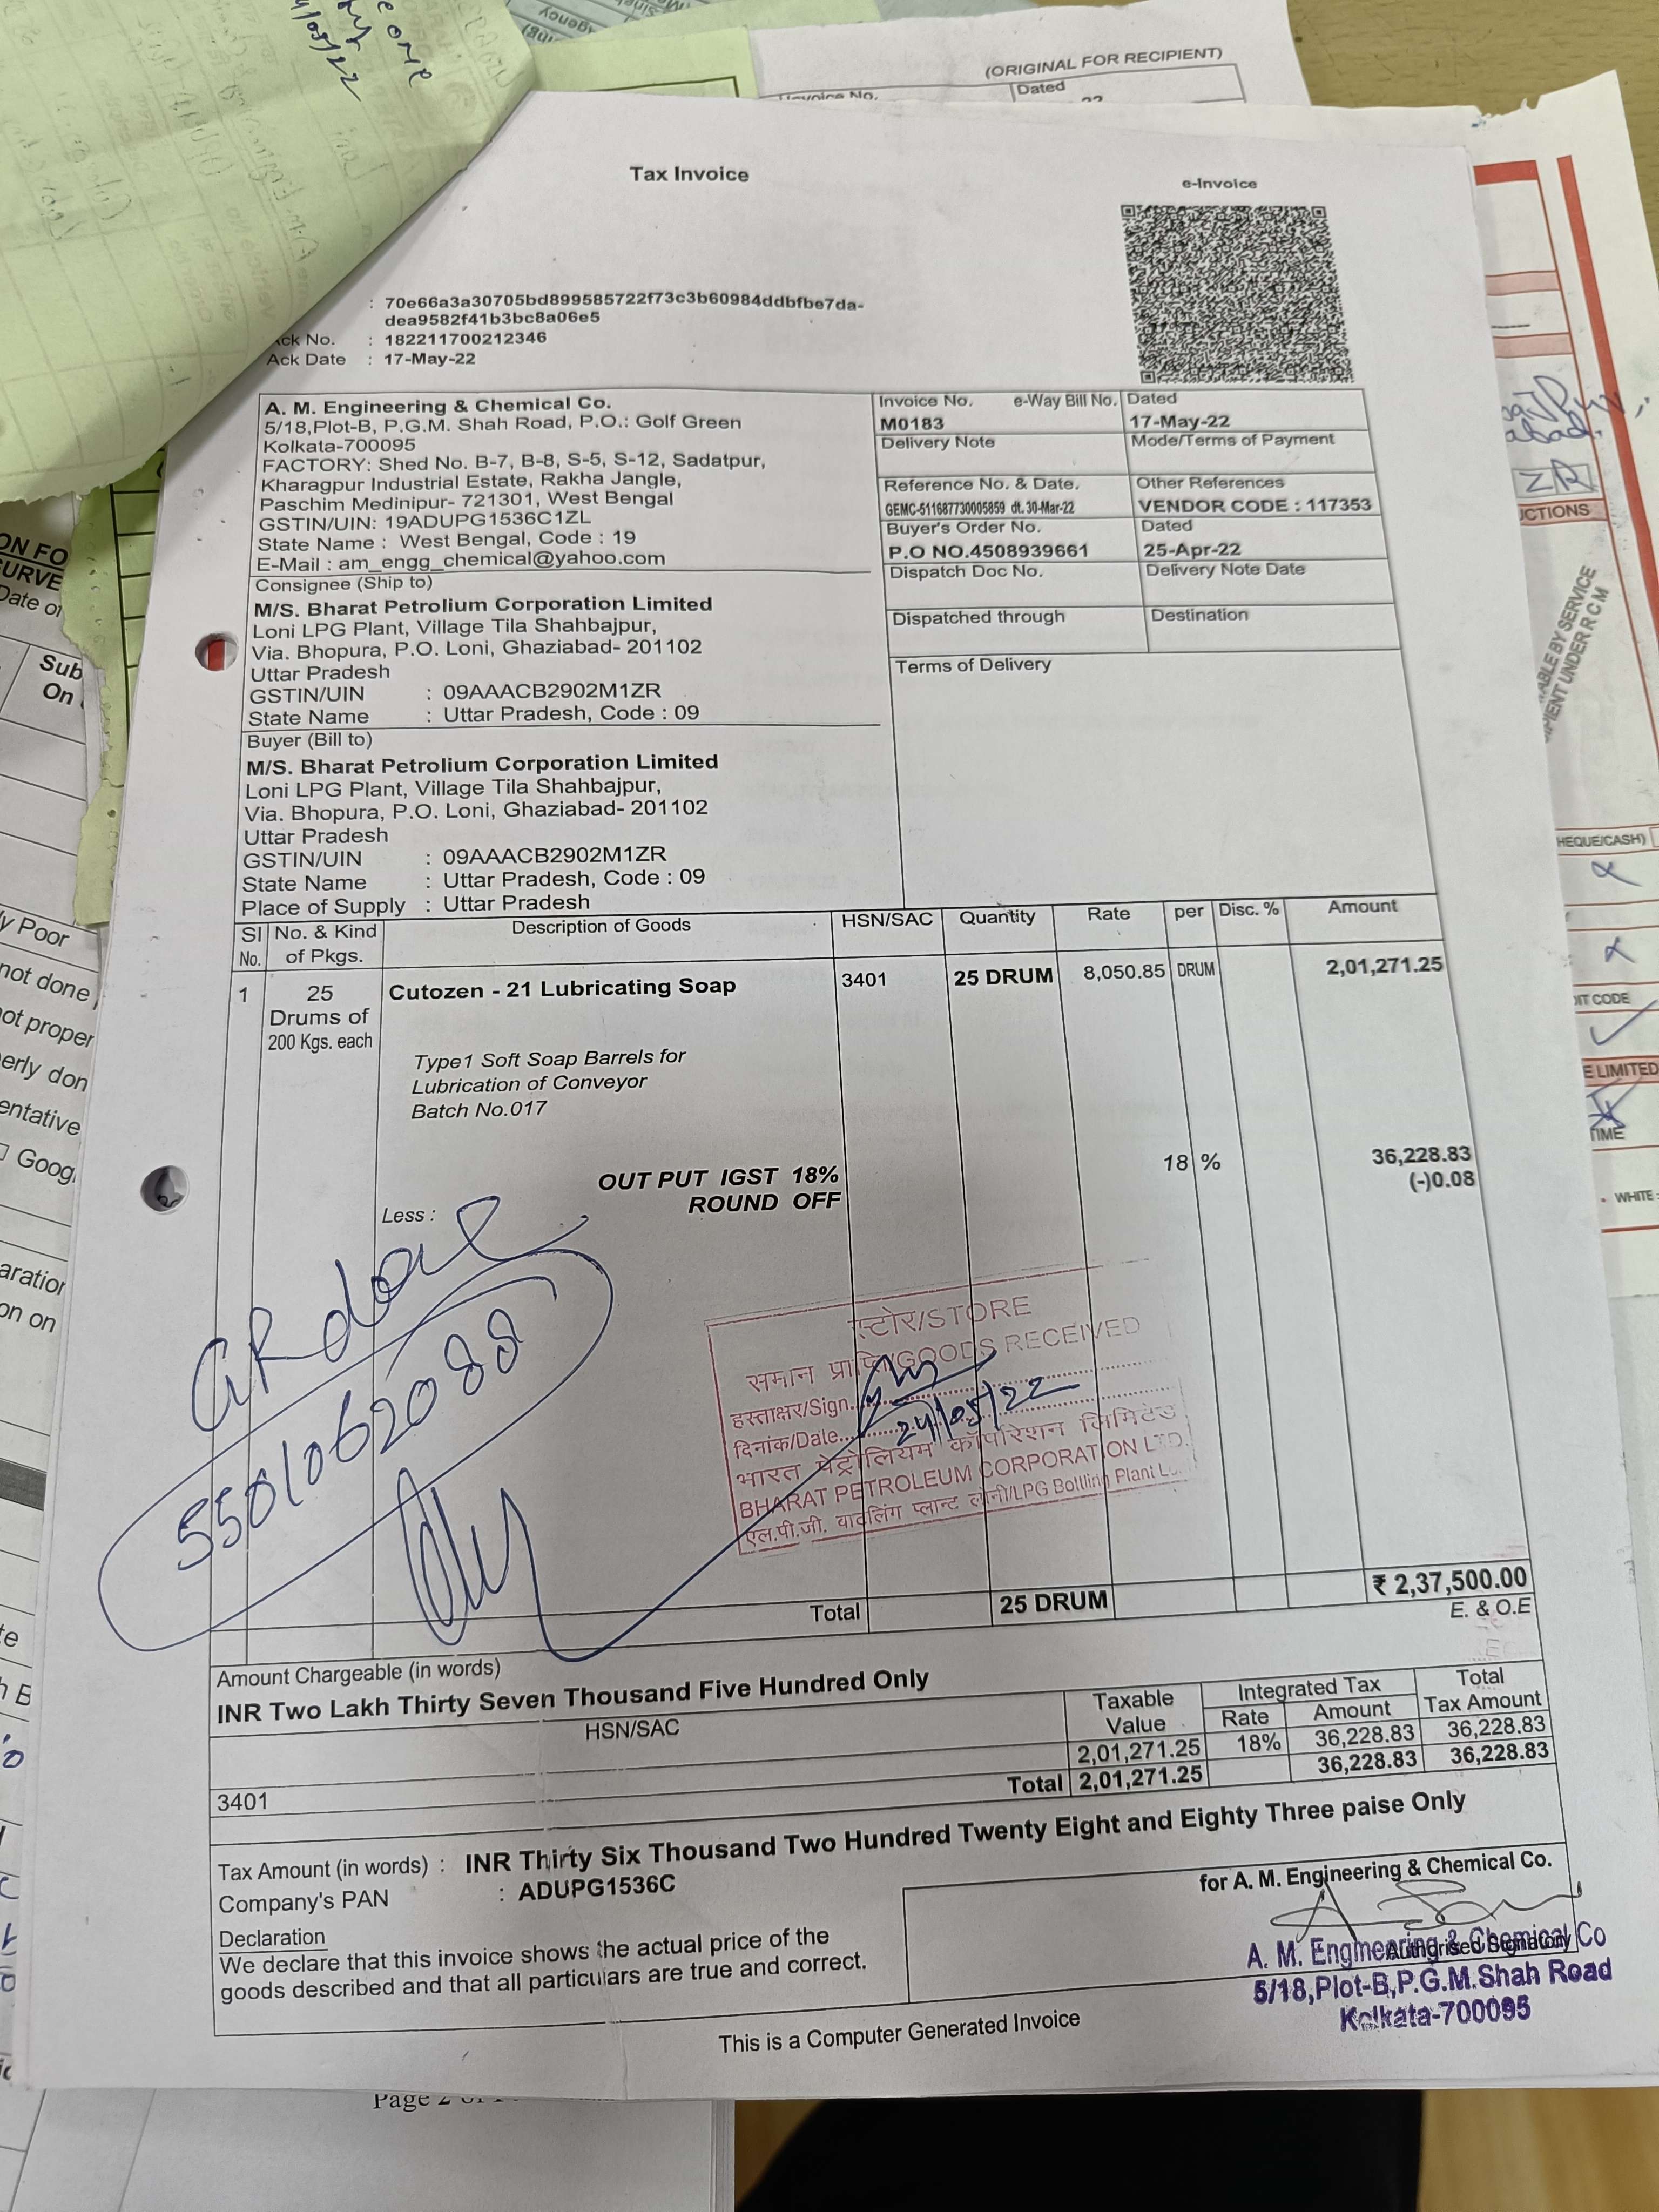 (ORIGINAL FOR RECIPIENT)
Invoice No.
Dated
Tax Invoice
e-Invoice
: 70e66a3a30705bd899585722f73c3b60984ddbfbe7da-
dea9582f41b3bc8a06e5
Ack No. : 182211700212346
Ack Date : 17-May-22
A. M. Engineering & Chemical Co.
5/18,Plot-B, P.G.M. Shah Road, P.O.: Golf Green
Kolkata-700095
FACTORY: Shed No. B-7, B-8, S-5, S-12, Sadatpur,
Kharagpur Industrial Estate, Rakha Jangle,
Paschim Medinipur- 721301, West Bengal
GSTIN/UIN: 19ADUPG1536C1ZL
State Name : West Bengal, Code : 19
E-Mail : am_engg_chemical@yahoo.com
Invoice No. e-Way Bill No. Dated
M0183 17-May-22
Delivery Note Mode/Terms of Payment
Reference No. & Date. Other References
GEMC-511687730005859 dt. 30-Mar-22 VENDOR CODE : 117353
Buyer's Order No. Dated
P.O NO.4508939661 25-Apr-22
Dispatch Doc No. Delivery Note Date
Dispatched through Destination
Terms of Delivery
Consignee (Ship to)
M/S. Bharat Petrolium Corporation Limited
Loni LPG Plant, Village Tila Shahbajpur,
Via. Bhopura, P.O. Loni, Ghaziabad- 201102
Uttar Pradesh
GSTIN/UIN : 09AAACB2902M1ZR
State Name : Uttar Pradesh, Code : 09
Buyer (Bill to)
M/S. Bharat Petrolium Corporation Limited
Loni LPG Plant, Village Tila Shahbajpur,
Via. Bhopura, P.O. Loni, Ghaziabad- 201102
Uttar Pradesh
GSTIN/UIN : 09AAACB2902M1ZR
State Name : Uttar Pradesh, Code : 09
Place of Supply : Uttar Pradesh
Sl No. No. & Kind of Pkgs. Description of Goods HSN/SAC Quantity Rate per Disc. % Amount
1 25 Cutozen - 21 Lubricating Soap 3401 25 DRUM 8,050.85 DRUM 2,01,271.25
Drums of
200 Kgs. each
Type1 Soft Soap Barrels for
Lubrication of Conveyor
Batch No.017
OUT PUT IGST 18% 18 % 36,228.83
Less : ROUND OFF (-)0.08
GR done
5501062088
स्टोर/STORE
समान प्राप्ति/GOODS RECEIVED
हस्ताक्षर/Sign.
दिनांक/Date... 24/05/22
भारत पेट्रोलियम कॉर्पोरेशन लिमिटेड
BHARAT PETROLEUM CORPORATION LTD.
एल.पी.जी. वाटलिंग प्लान्ट लोनी/LPG Bottling Plant
Total 25 DRUM ₹ 2,37,500.00
E. & O.E
Amount Chargeable (in words)
INR Two Lakh Thirty Seven Thousand Five Hundred Only
HSN/SAC Taxable Value Integrated Tax Rate Amount Total Tax Amount
3401 2,01,271.25 18% 36,228.83 36,228.83
Total 2,01,271.25 36,228.83 36,228.83
Tax Amount (in words) : INR Thirty Six Thousand Two Hundred Twenty Eight and Eighty Three paise Only
Company's PAN : ADUPG1536C
Declaration
We declare that this invoice shows the actual price of the
goods described and that all particulars are true and correct.
for A. M. Engineering & Chemical Co.
Authorised Signatory
A. M. Engineering & Chemical Co
5/18,Plot-B,P.G.M.Shah Road
Kolkata-700095
This is a Computer Generated Invoice